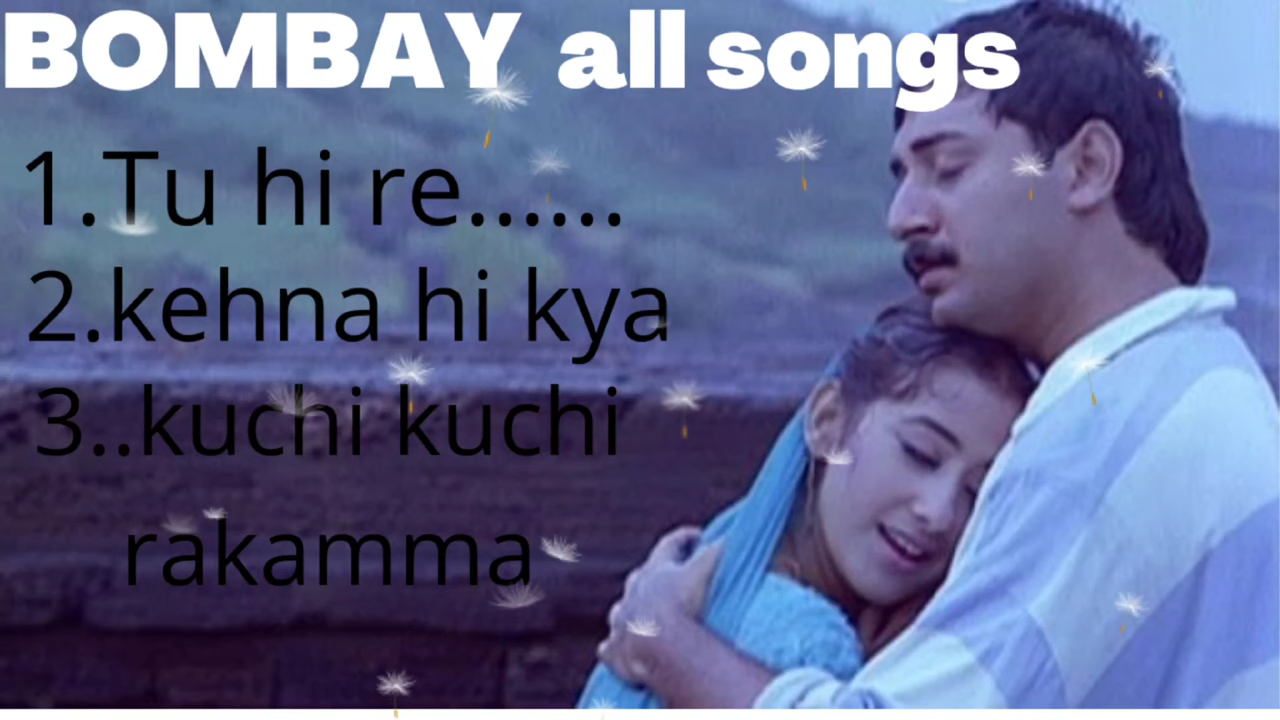 BOMBAY all songs
1.Tu hi re......
2.kehna hi kya
3..kuchi kuchi
rakamma